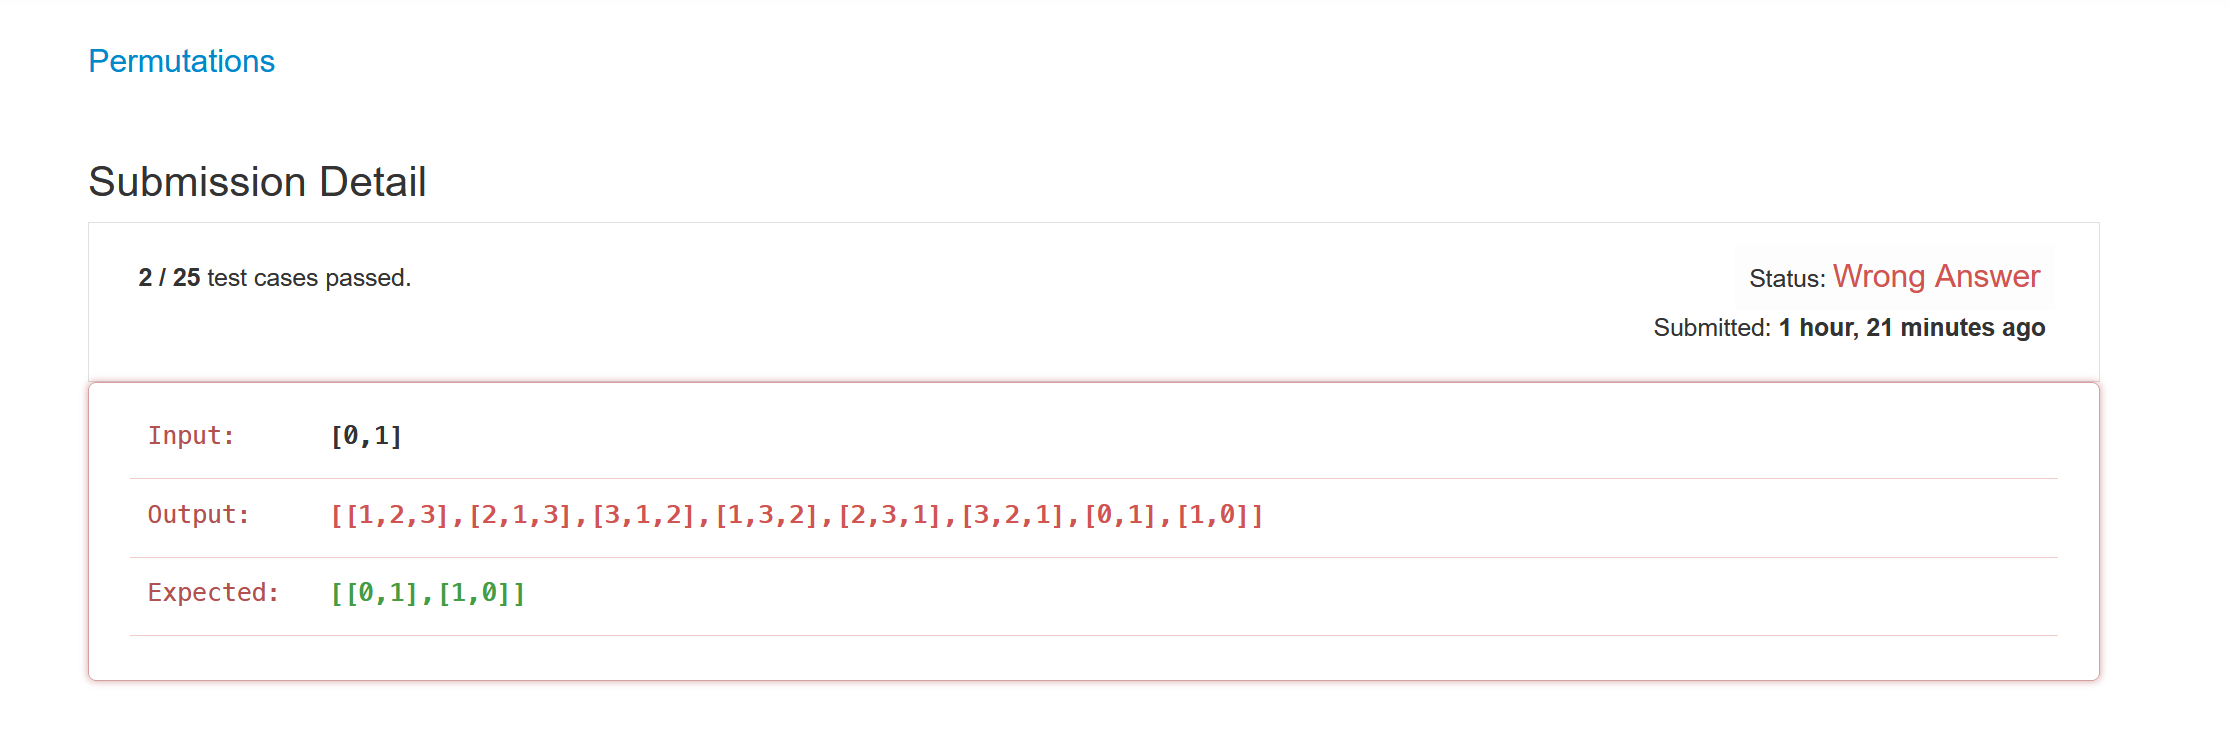 Permutations
Submission Detail
2 / 25 test cases passed.
Status: Wrong Answer
Submitted: 1 hour, 21 minutes ago
Input: [0,1]
Output: [[1,2,3],[2,1,3],[3,1,2],[1,3,2],[2,3,1],[3,2,1],[0,1],[1,0]]
Expected: [[0,1],[1,0]]